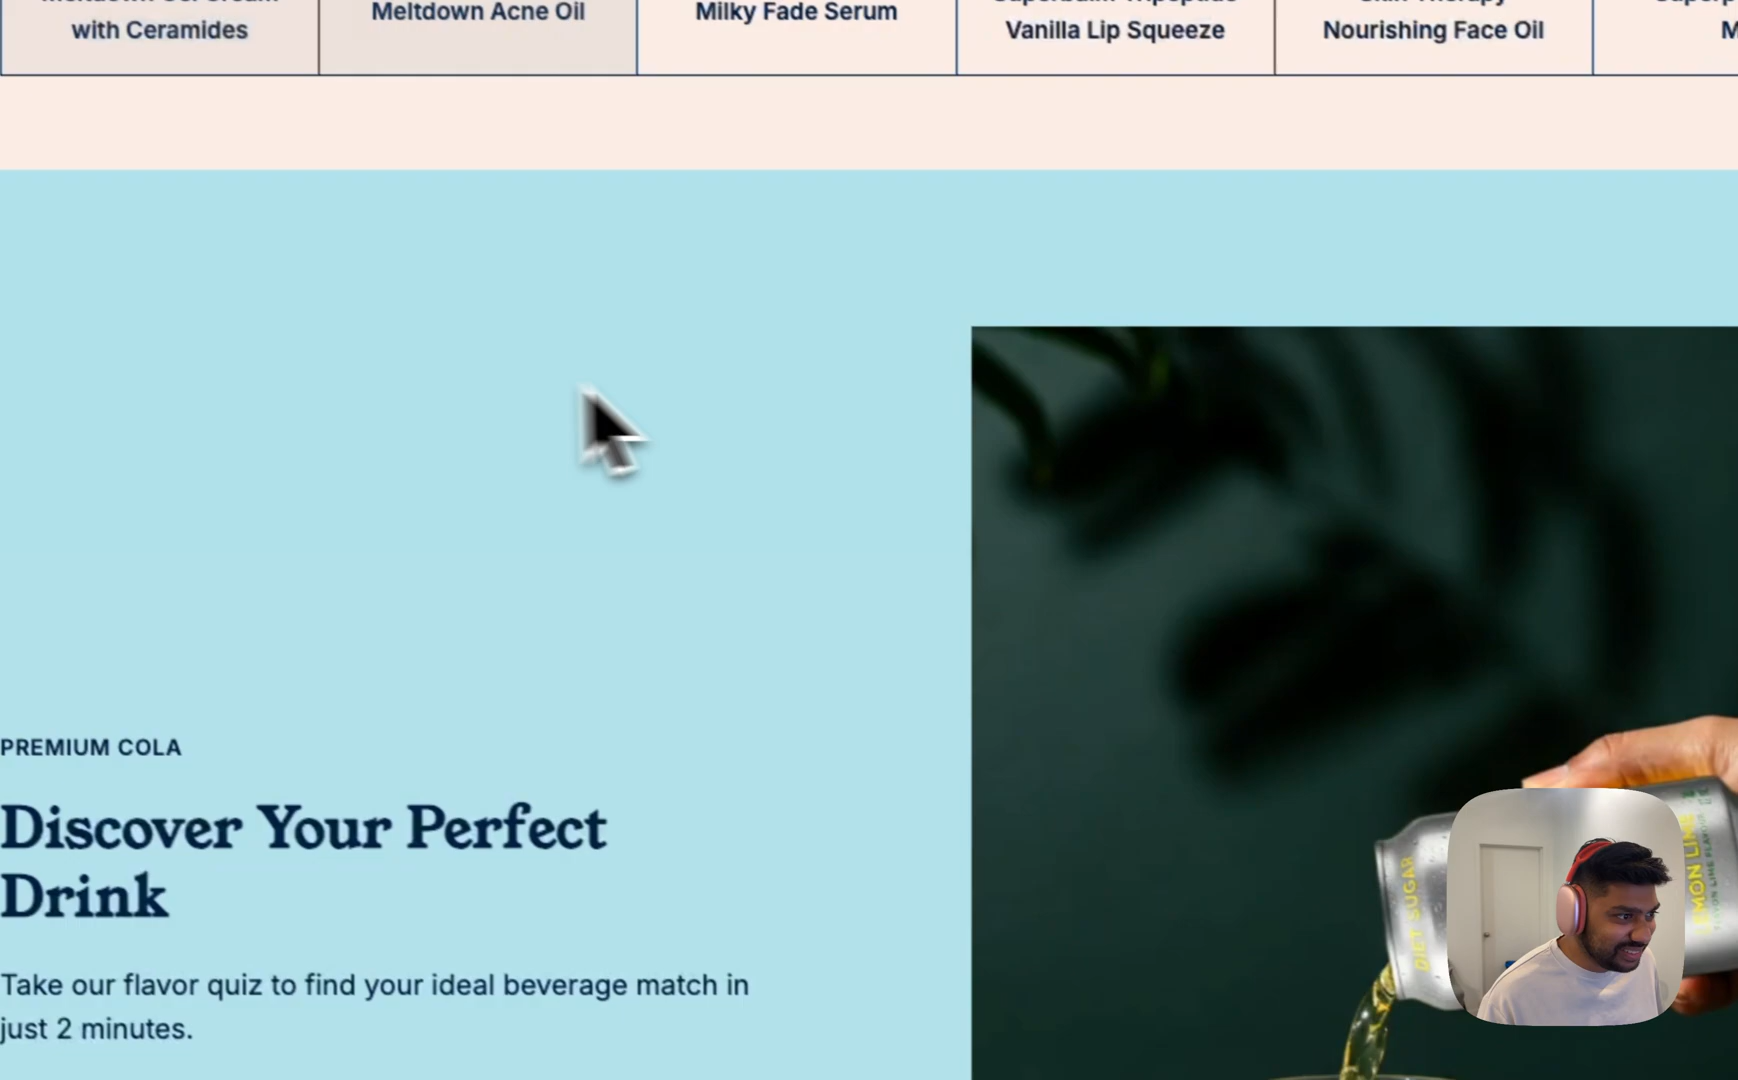 with Ceramides
Meltdown Acne Oil
Milky Fade Serum
Vanilla Lip Squeeze
Nourishing Face Oil
PREMIUM COLA
Discover Your Perfect
Drink
Take our flavor quiz to find your ideal beverage match in
just 2 minutes.
DIET SUGAR
LEMON LIME